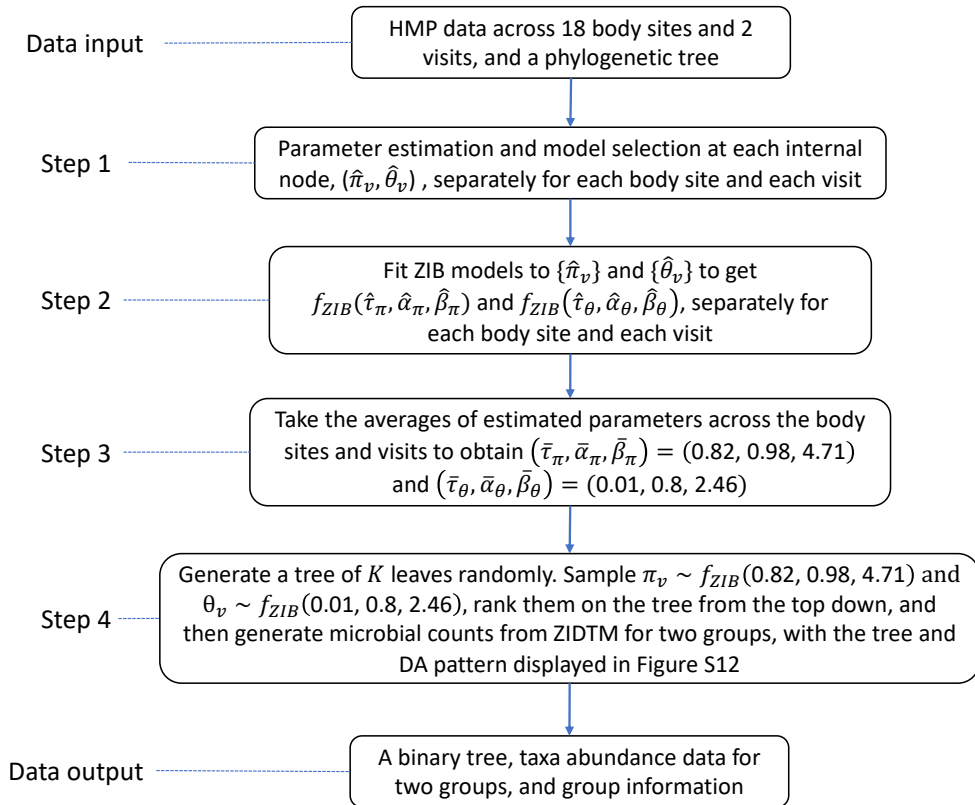 Data input
HMP data across 18 body sites and 2
visits, and a phylogenetic tree
Step 1
Parameter estimation and model selection at each internal
node, (π̂_v, θ̂_v) , separately for each body site and each visit
Step 2
Fit ZIB models to {π̂_v} and {θ̂_v} to get
f_ZIB(τ̂_π, α̂_π, β̂_π) and f_ZIB(τ̂_θ, α̂_θ, β̂_θ), separately for
each body site and each visit
Step 3
Take the averages of estimated parameters across the body
sites and visits to obtain (τ̄_π, ᾱ_π, β̄_π) = (0.82, 0.98, 4.71)
and (τ̄_θ, ᾱ_θ, β̄_θ) = (0.01, 0.8, 2.46)
Step 4
Generate a tree of K leaves randomly. Sample π_v ~ f_ZIB(0.82, 0.98, 4.71) and
θ_v ~ f_ZIB(0.01, 0.8, 2.46), rank them on the tree from the top down, and
then generate microbial counts from ZIDTM for two groups, with the tree and
DA pattern displayed in Figure S12
Data output
A binary tree, taxa abundance data for
two groups, and group information